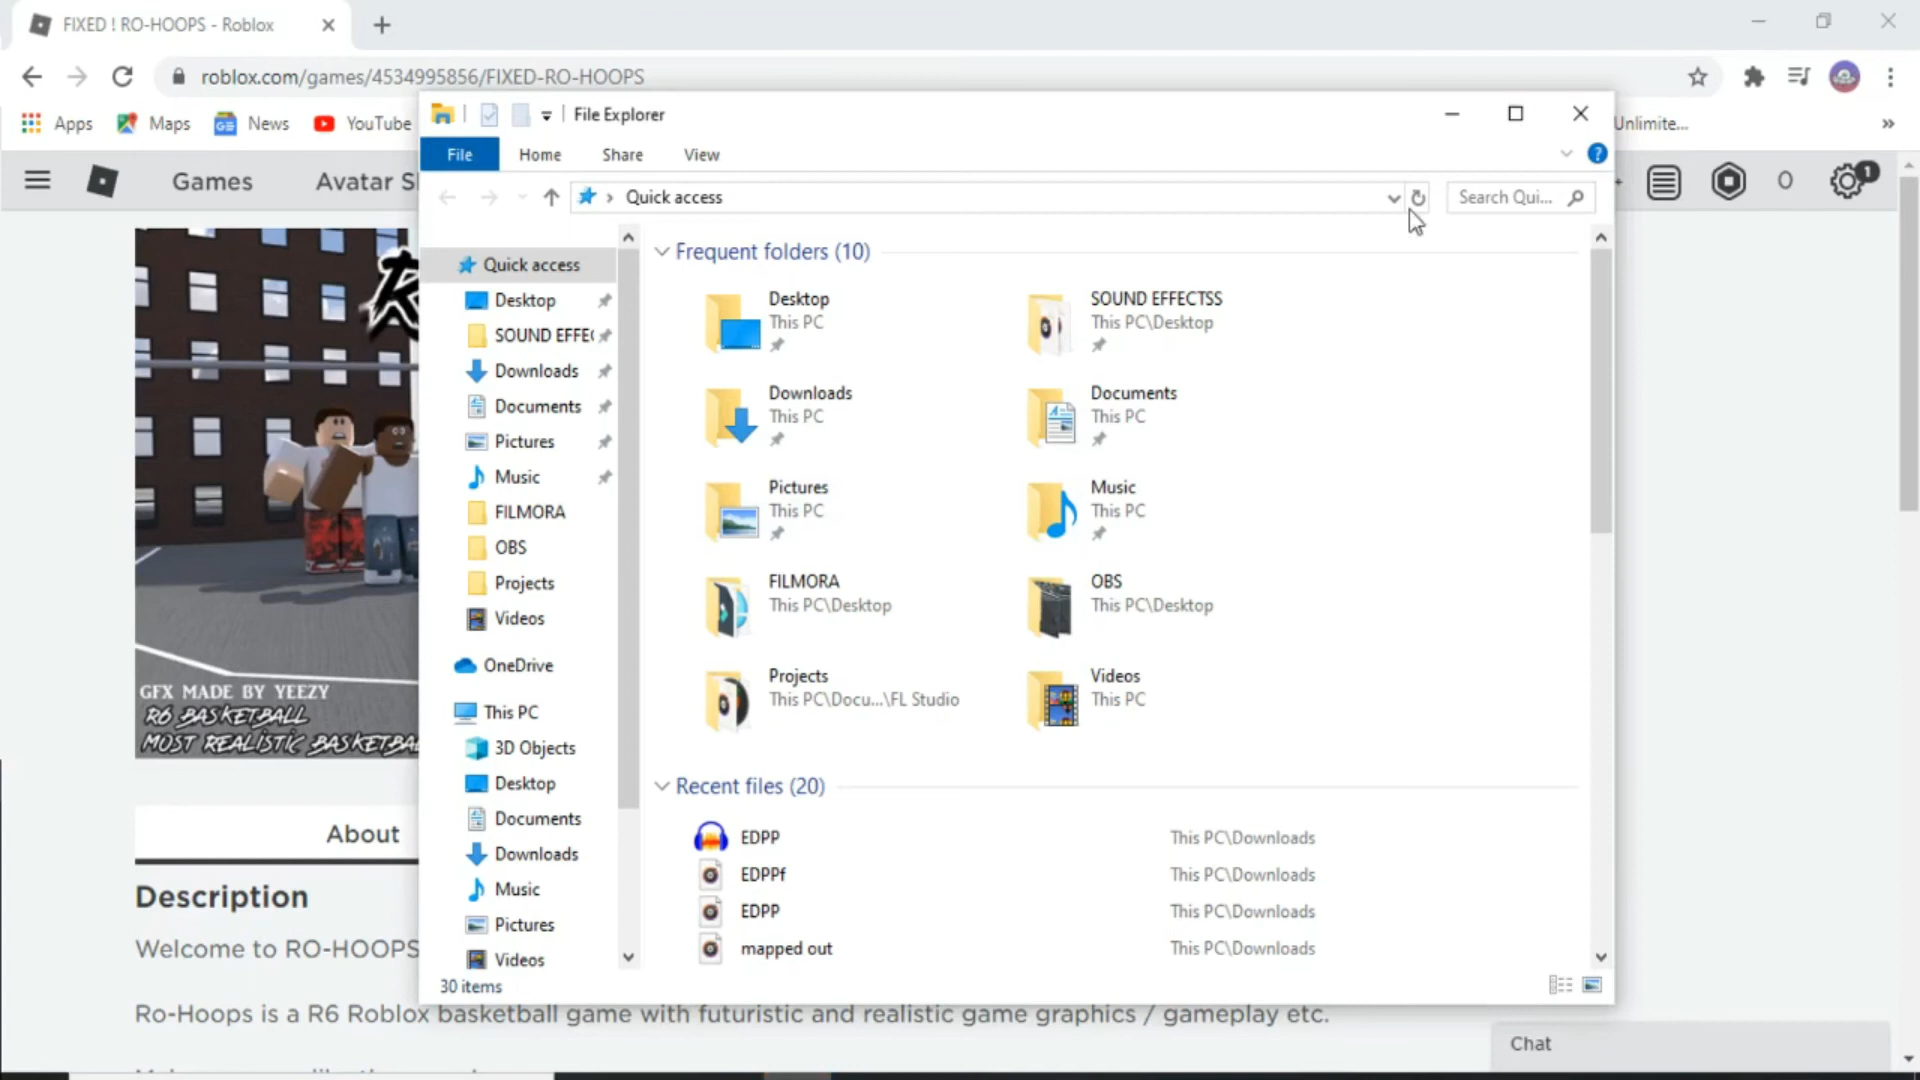 FIXED ! RO-HOOPS - Roblox
roblox.com/games/4534995856/FIXED-RO-HOOPS
Apps
Maps
News
YouTube
Unlimite...
»
File Explorer
File
Home
Share
View
?
Games
Avatar S
0
1
Quick access
Search Qui...
Quick access
Desktop
SOUND EFFE
Downloads
Documents
Pictures
Music
FILMORA
OBS
Projects
Videos
OneDrive
This PC
3D Objects
Desktop
Documents
Downloads
Music
Pictures
Videos
30 items
Frequent folders (10)
Desktop
This PC
SOUND EFFECTSS
This PC\Desktop
Downloads
This PC
Documents
This PC
Pictures
This PC
Music
This PC
FILMORA
This PC\Desktop
OBS
This PC\Desktop
Projects
This PC\Docu...\FL Studio
Videos
This PC
Recent files (20)
EDPP This PC\Downloads
EDPPf This PC\Downloads
EDPP This PC\Downloads
mapped out This PC\Downloads
GFX MADE BY YEEZY
R6 BASKETBALL
MOST REALISTIC BASKETBA
About
Description
Welcome to RO-HOOPS
Ro-Hoops is a R6 Roblox basketball game with futuristic and realistic game graphics / gameplay etc.
Chat